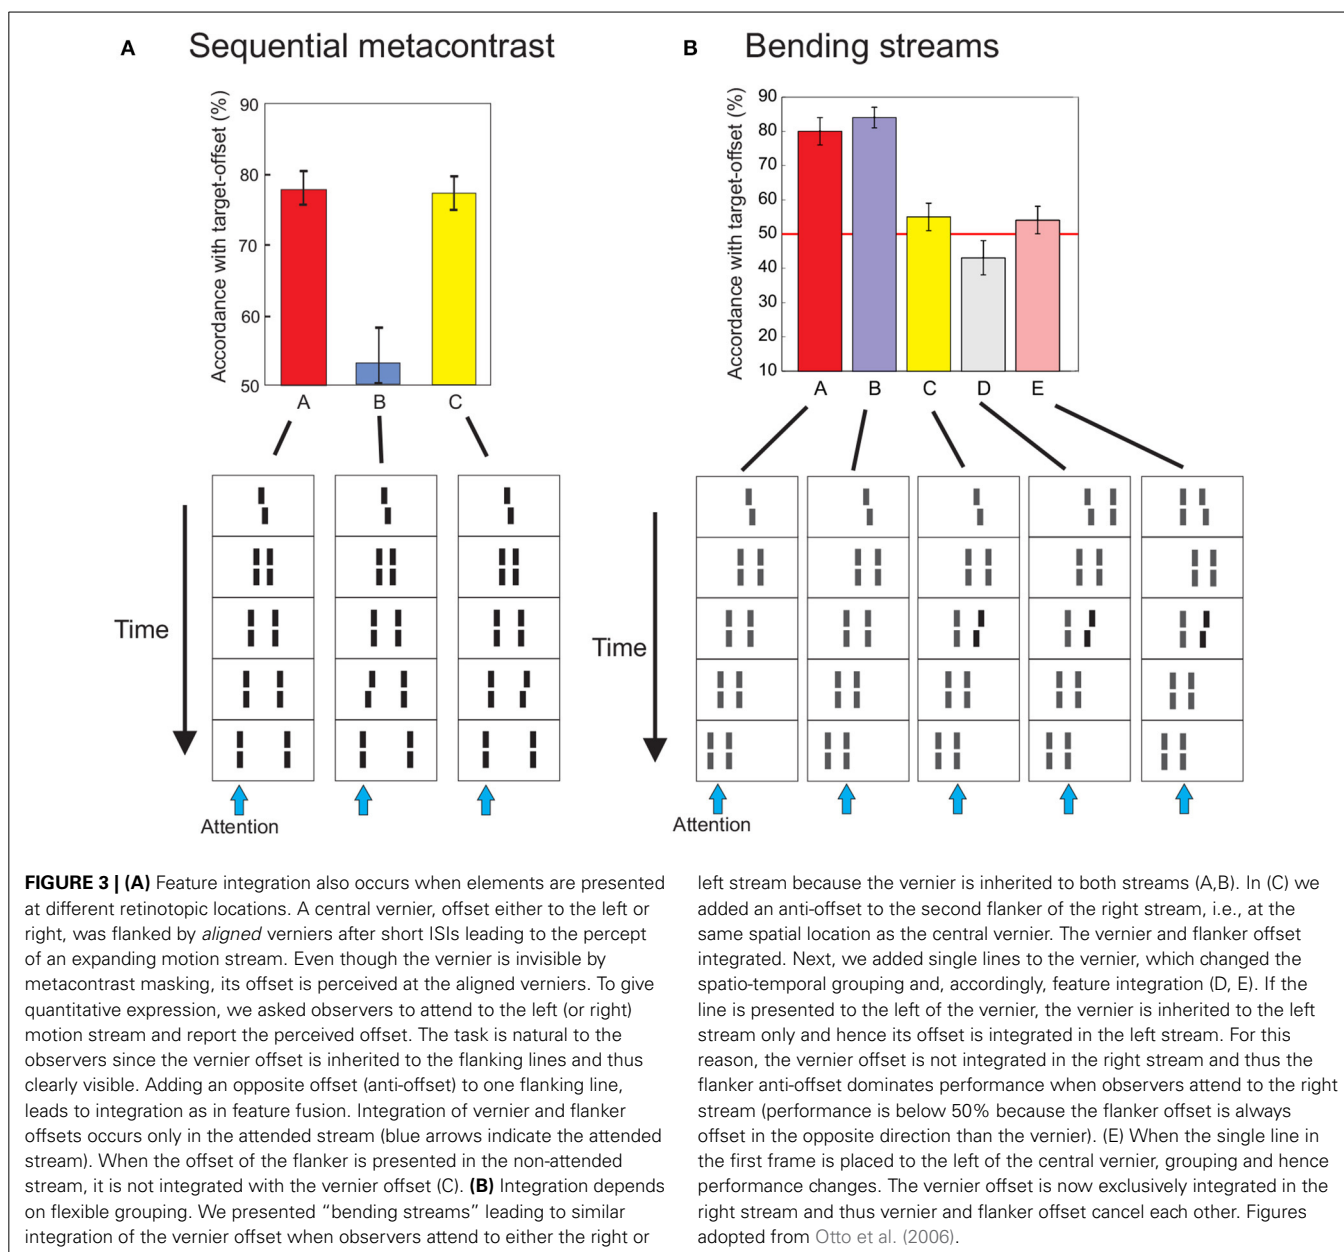 A Sequential metacontrast
B Bending streams
Accordance with target-offset (%)
90
80
70
60
50
A B C
Accordance with target-offset (%)
90
80
70
60
50
40
30
20
10
A B C D E
Time
Time
Attention
Attention
FIGURE 3 | (A) Feature integration also occurs when elements are presented
at different retinotopic locations. A central vernier, offset either to the left or
right, was flanked by aligned verniers after short ISIs leading to the percept
of an expanding motion stream. Even though the vernier is invisible by
metacontrast masking, its offset is perceived at the aligned verniers. To give
quantitative expression, we asked observers to attend to the left (or right)
motion stream and report the perceived offset. The task is natural to the
observers since the vernier offset is inherited to the flanking lines and thus
clearly visible. Adding an opposite offset (anti-offset) to one flanking line,
leads to integration as in feature fusion. Integration of vernier and flanker
offsets occurs only in the attended stream (blue arrows indicate the attended
stream). When the offset of the flanker is presented in the non-attended
stream, it is not integrated with the vernier offset (C). (B) Integration depends
on flexible grouping. We presented “bending streams” leading to similar
integration of the vernier offset when observers attend to either the right or
left stream because the vernier is inherited to both streams (A,B). In (C) we
added an anti-offset to the second flanker of the right stream, i.e., at the
same spatial location as the central vernier. The vernier and flanker offset
integrated. Next, we added single lines to the vernier, which changed the
spatio-temporal grouping and, accordingly, feature integration (D, E). If the
line is presented to the left of the vernier, the vernier is inherited to the left
stream only and hence its offset is integrated in the left stream. For this
reason, the vernier offset is not integrated in the right stream and thus the
flanker anti-offset dominates performance when observers attend to the right
stream (performance is below 50% because the flanker offset is always
offset in the opposite direction than the vernier). (E) When the single line in
the first frame is placed to the left of the central vernier, grouping and hence
performance changes. The vernier offset is now exclusively integrated in the
right stream and thus vernier and flanker offset cancel each other. Figures
adopted from Otto et al. (2006).